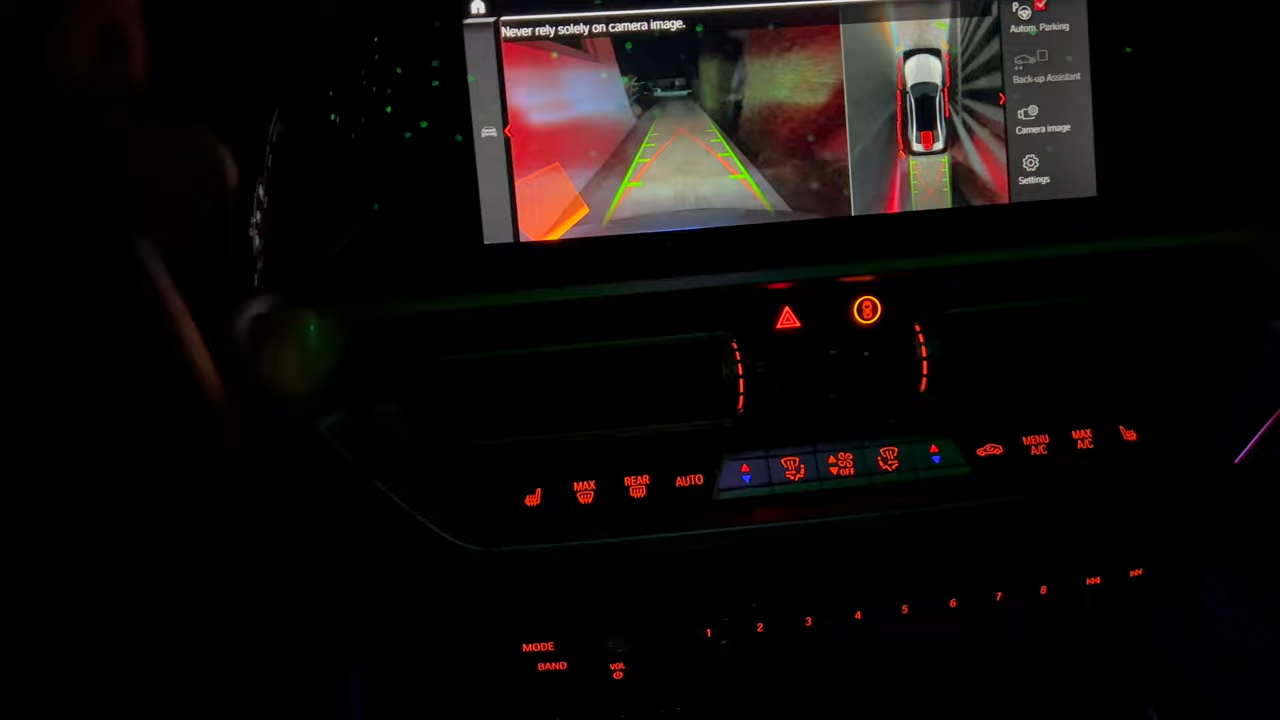 Never rely solely on camera image.
P
Autom. Parking
Back-up Assistant
Camera image
Settings
MAX
REAR
AUTO
OFF
MENU
A/C
MAX
A/C
MODE
BAND
VOL
1 2 3 4 5 6 7 8